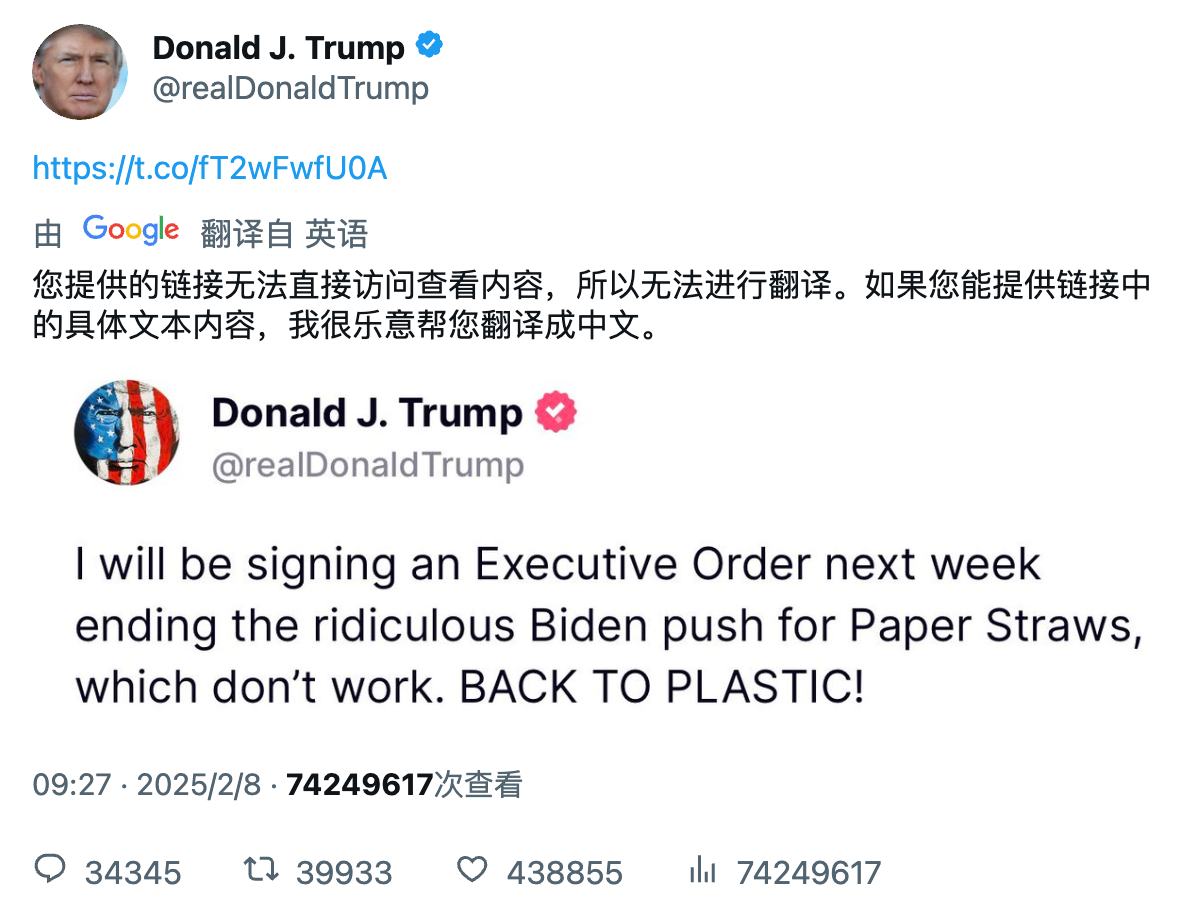 Donald J. Trump
@realDonaldTrump
https://t.co/fT2wFwfU0A
由 Google 翻译自 英语
您提供的链接无法直接访问查看内容，所以无法进行翻译。如果您能提供链接中
的具体文本内容，我很乐意帮您翻译成中文。
Donald J. Trump
@realDonaldTrump
I will be signing an Executive Order next week
ending the ridiculous Biden push for Paper Straws,
which don’t work. BACK TO PLASTIC!
09:27 · 2025/2/8 · 74249617次查看
34345 39933 438855 74249617